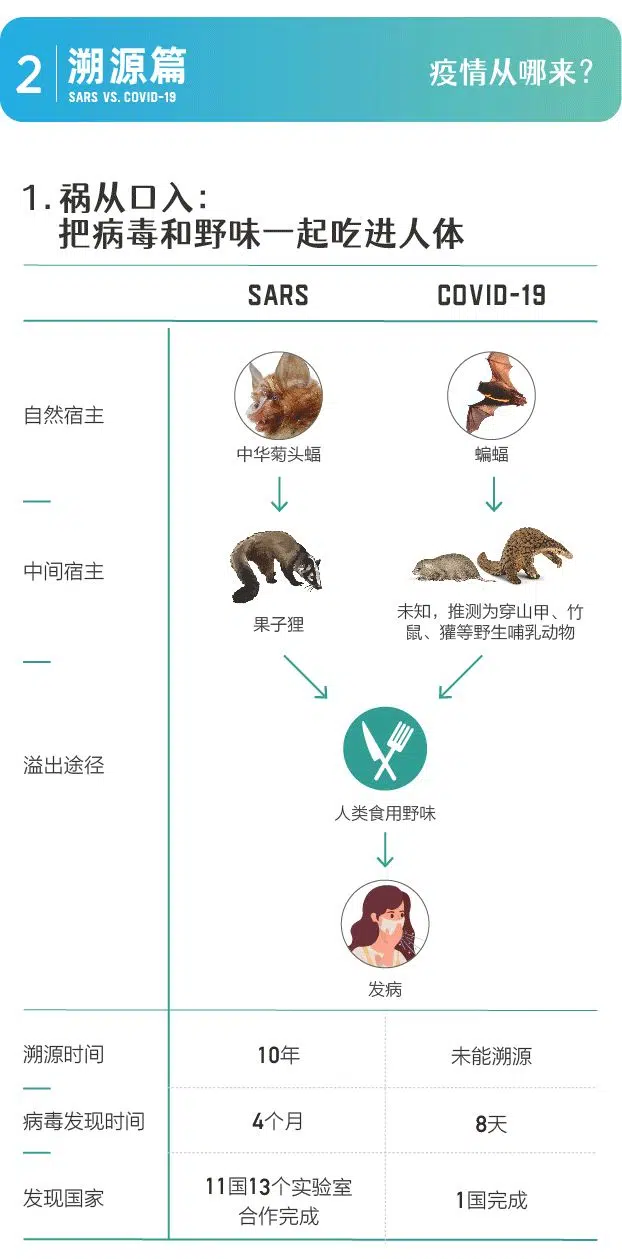 2
溯源篇
SARS VS. COVID-19
疫情从哪来?
1. 祸从口入:
把病毒和野味一起吃进人体
SARS
COVID-19
自然宿主
中华菊头蝠
蝙蝠
中间宿主
果子狸
未知,推测为穿山甲、竹
鼠、獾等野生哺乳动物
溢出途径
人类食用野味
发病
溯源时间
10年
未能溯源
病毒发现时间
4个月
8天
发现国家
11国13个实验室
合作完成
1国完成